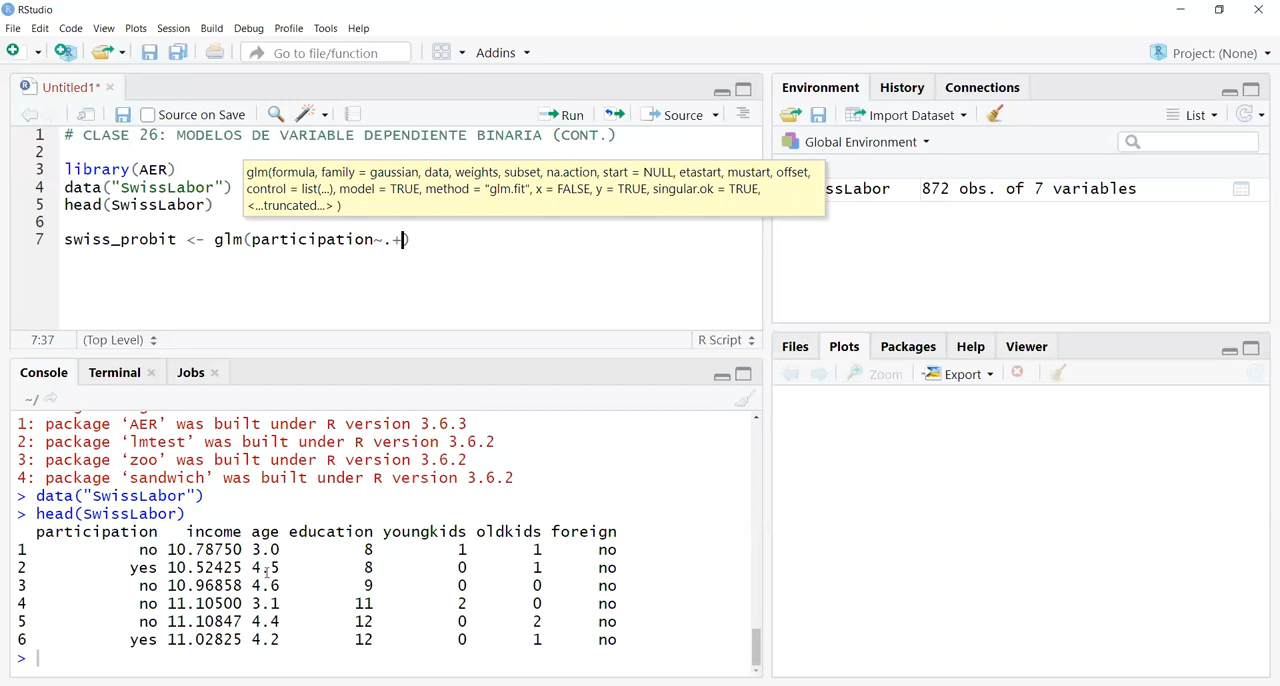 RStudio
File Edit Code View Plots Session Build Debug Profile Tools Help
Go to file/function Addins Project: (None)
Untitled1*
Source on Save Run Source
1 # CLASE 26: MODELOS DE VARIABLE DEPENDIENTE BINARIA (CONT.)
2
3 library(AER)
4 data("SwissLabor")
5 head(SwissLabor)
6
7 swiss_probit <- glm(participation~.+)
glm(formula, family = gaussian, data, weights, subset, na.action, start = NULL, etastart, mustart, offset,
control = list(...), model = TRUE, method = "glm.fit", x = FALSE, y = TRUE, singular.ok = TRUE,
<...truncated...> )
7:37 (Top Level) R Script
Console Terminal Jobs
~/
1: package ‘AER’ was built under R version 3.6.3
2: package ‘lmtest’ was built under R version 3.6.2
3: package ‘zoo’ was built under R version 3.6.2
4: package ‘sandwich’ was built under R version 3.6.2
> data("SwissLabor")
> head(SwissLabor)
participation income age education youngkids oldkids foreign
1 no 10.78750 3.0 8 1 1 no
2 yes 10.52425 4.5 8 0 1 no
3 no 10.96858 4.6 9 0 0 no
4 no 11.10500 3.1 11 2 0 no
5 no 11.10847 4.4 12 0 2 no
6 yes 11.02825 4.2 12 0 1 no
>
Environment History Connections
Import Dataset List
Global Environment
ssLabor 872 obs. of 7 variables
Files Plots Packages Help Viewer
Zoom Export